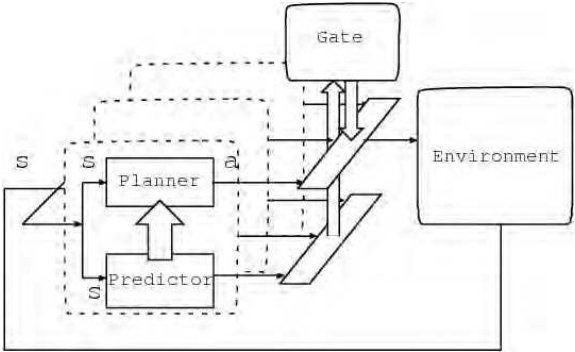 Gate
S
S
a
Planner
Environment
Predictor
S